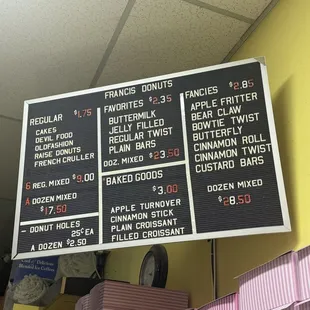 FRANCIS DONUTS
REGULAR $1.75
CAKES
DEVIL FOOD
OLDFASHION
RAISE DONUTS
FRENCH CRULLER
6 REG. MIXED $9.00
A DOZEN MIXED
$17.50
- DONUT HOLES
25¢ EA
A DOZEN $2.50
FAVORITES $2.35
BUTTERMILK
JELLY FILLED
REGULAR TWIST
PLAIN BARS
DOZ. MIXED $23.50
BAKED GOODS
$3.00
APPLE TURNOVER
CINNAMON STICK
PLAIN CROISSANT
FILLED CROISSANT
FANCIES $2.85
APPLE FRITTER
BEAR CLAW
BOWTIE TWIST
BUTTERFLY
CINNAMON ROLL
CINNAMON TWIST
CUSTARD BARS
DOZEN MIXED
$28.50